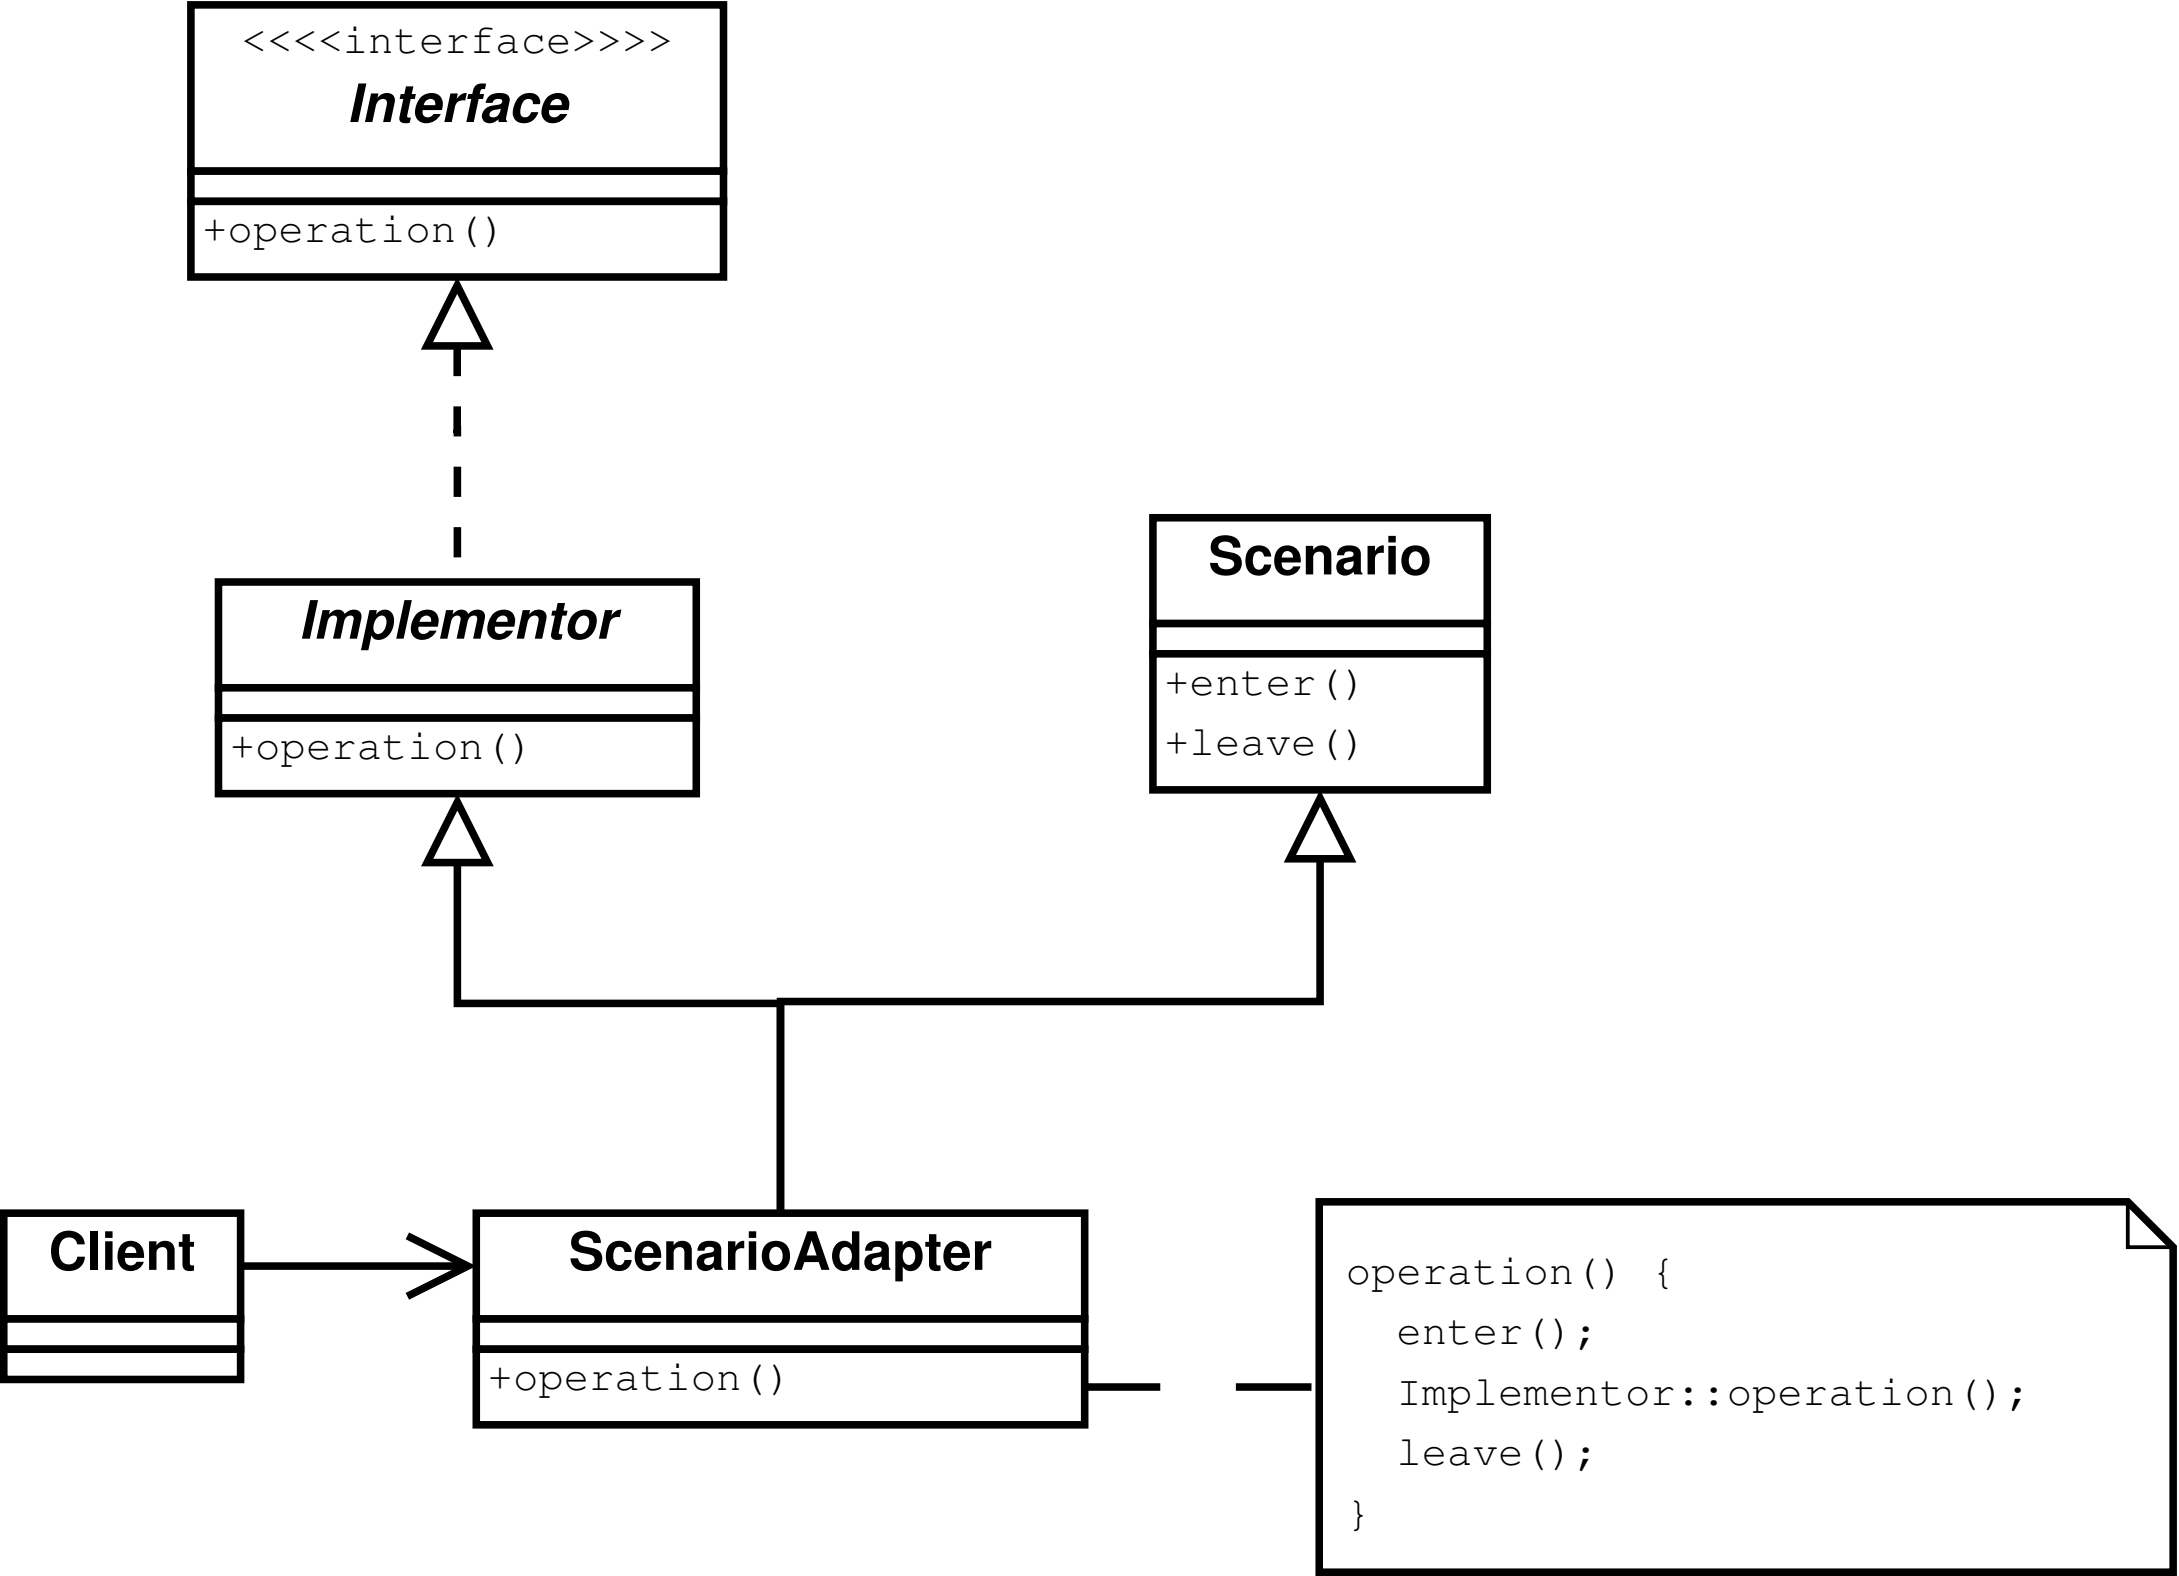 <<<<interface>>>>
Interface
+operation()
Implementor
+operation()
Scenario
+enter()
+leave()
Client
ScenarioAdapter
+operation()
operation() {
  enter();
  Implementor::operation();
  leave();
}